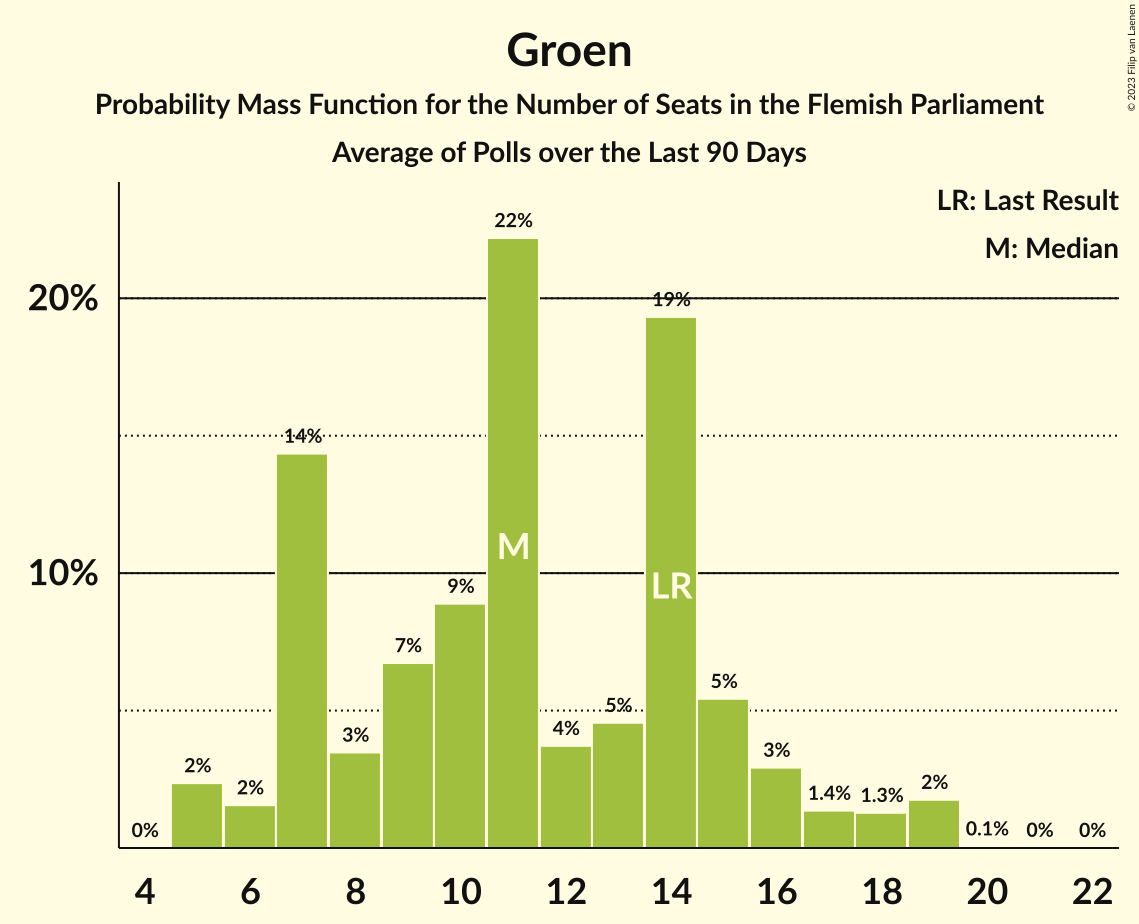 Groen
Probability Mass Function for the Number of Seats in the Flemish Parliament
Average of Polls over the Last 90 Days
© 2023 Filip van Laenen
LR: Last Result
M: Median
20%
10%
0%
2%
2%
14%
3%
7%
9%
22%
4%
5%
19%
5%
3%
1.4%
1.3%
2%
0.1%
0%
0%
M
LR
4 6 8 10 12 14 16 18 20 22